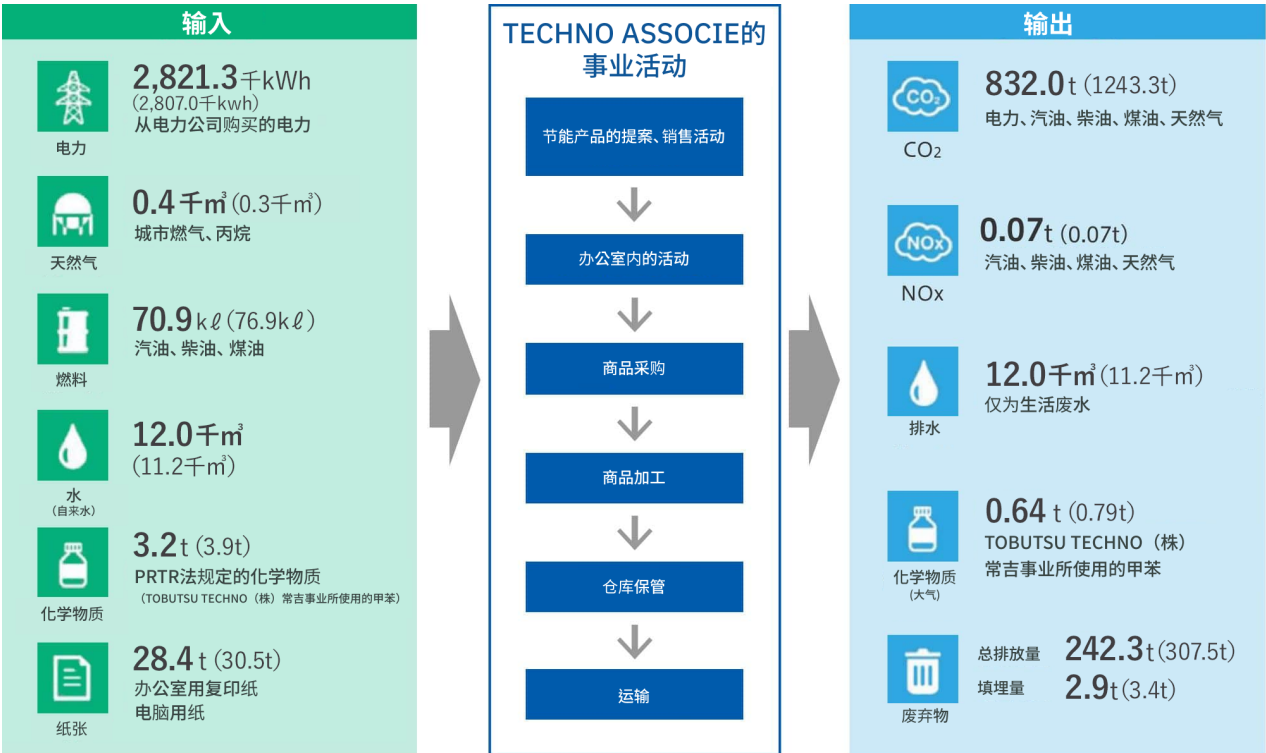 输入
2,821.3千kWh
(2,807.0千kwh)
从电力公司购买的电力
电力
0.4千㎥(0.3千㎥)
城市燃气、丙烷
天然气
70.9kℓ(76.9kℓ)
汽油、柴油、煤油
燃料
12.0千㎥
(11.2千㎥)
水
(自来水)
3.2t(3.9t)
PRTR法规定的化学物质
(TOBUTSU TECHNO(株)常吉事业所使用的甲苯)
化学物质
28.4t(30.5t)
办公室用复印纸
电脑用纸
纸张
TECHNO ASSOCIE的
事业活动
节能产品的提案、销售活动
办公室内的活动
商品采购
商品加工
仓库保管
运输
输出
CO₂
832.0t(1243.3t)
电力、汽油、柴油、煤油、天然气
CO₂
NOx
0.07t(0.07t)
汽油、柴油、煤油、天然气
NOx
12.0千㎥(11.2千㎥)
仅为生活废水
排水
0.64 t(0.79t)
TOBUTSU TECHNO(株)
常吉事业所使用的甲苯
化学物质
(大气)
总排放量 242.3t(307.5t)
填埋量 2.9t(3.4t)
废弃物